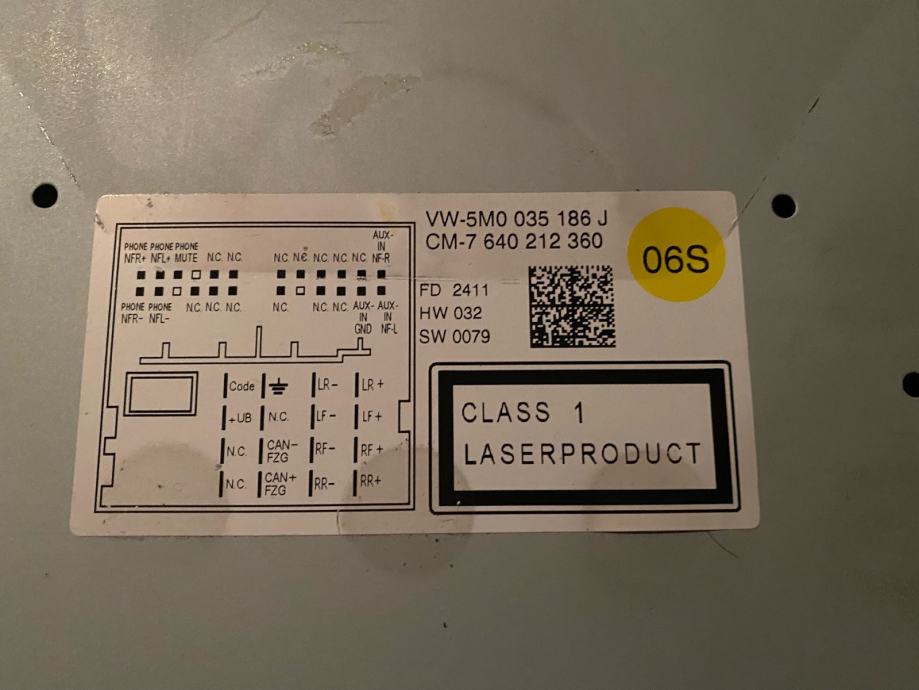 VW-5M0 035 186 J
CM-7 640 212 360
06S
FD 2411
HW 032
SW 0079
CLASS 1
LASERPRODUCT
AUX-
PHONE PHONE PHONE IN
NFR+ NFL+ MUTE N.C. N.C. N.C. N.C. N.C. N.C. N.C. NF-R
PHONE PHONE N.C. N.C. N.C. N.C. N.C. N.C. AUX- AUX-
NFR- NFL- IN IN
GND NF-L
Code LR- LR+
+UB N.C. LF- LF+
N.C. CAN- FZG RF- RF+
N.C. CAN+ FZG RR- RR+